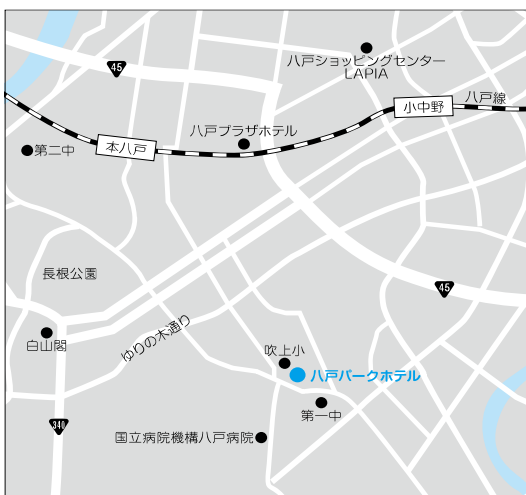 45
八戸ショッピングセンター
LAPIA
八戸線
小中野
八戸プラザホテル
本八戸
第二中
長根公園
45
白山閣
ゆりの木通り
吹上小
八戸パークホテル
第一中
340
国立病院機構八戸病院